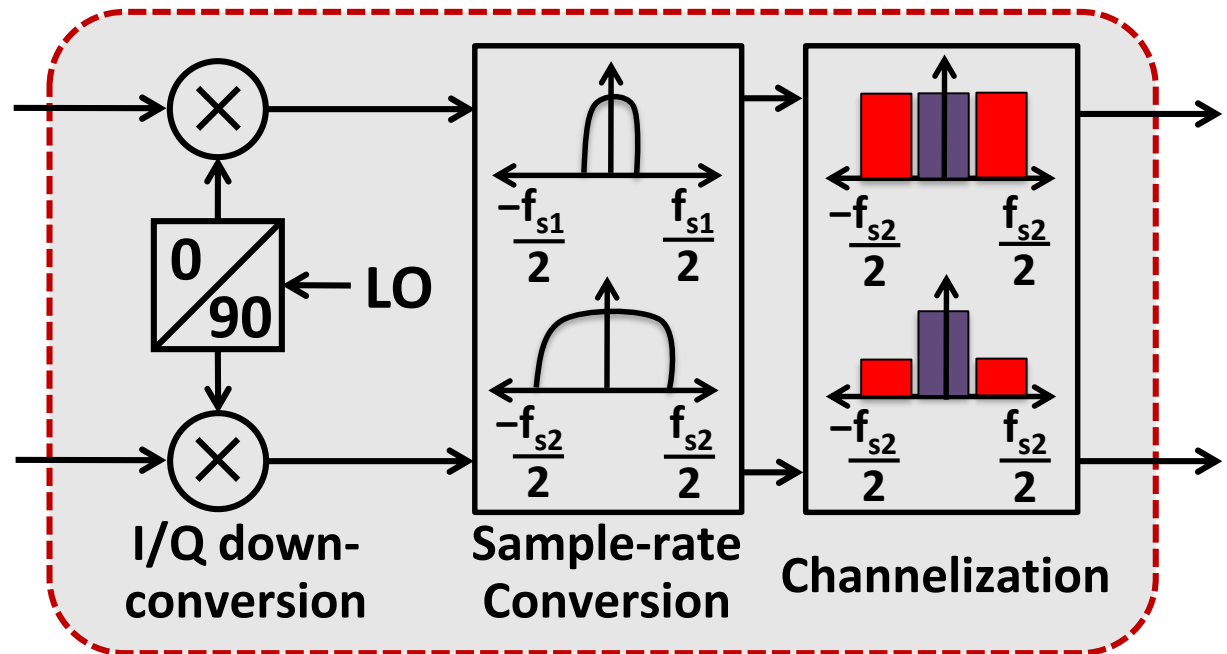 0
90
LO
I/Q down-
conversion
−fs1
2
fs1
2
−fs2
2
fs2
2
Sample-rate
Conversion
−fs2
2
fs2
2
−fs2
2
fs2
2
Channelization